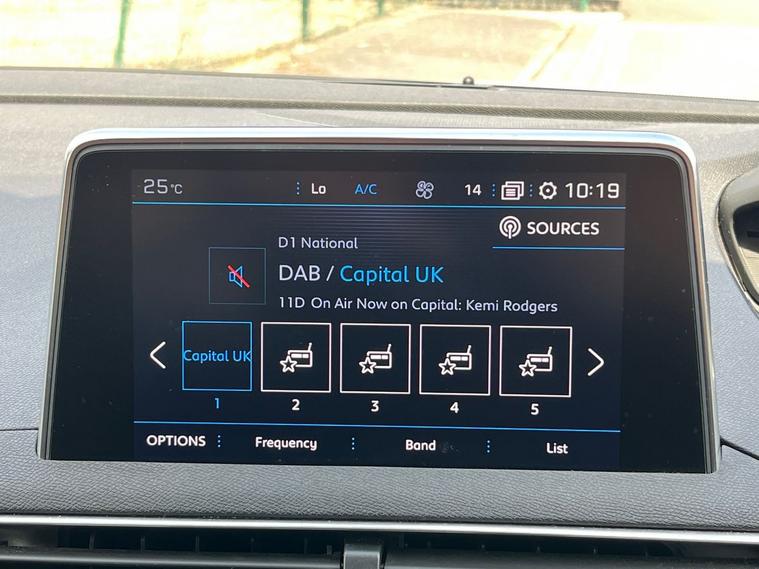 25°C Lo A/C 14 10:19
SOURCES
D1 National
DAB / Capital UK
11D On Air Now on Capital: Kemi Rodgers
Capital UK
1 2 3 4 5
OPTIONS Frequency Band List